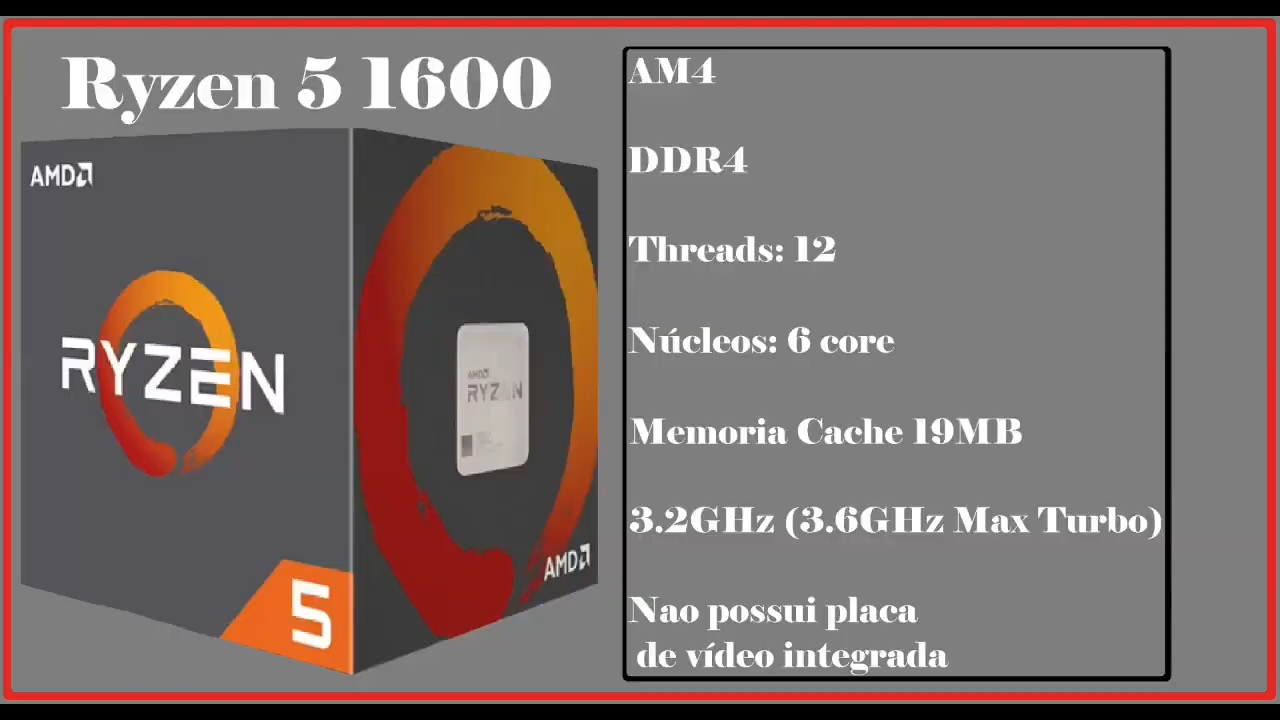 Ryzen 5 1600
AMD
RYZEN
AMD
RYZEN
AMD
5
AM4
DDR4
Threads: 12
Núcleos: 6 core
Memoria Cache 19MB
3.2GHz (3.6GHz Max Turbo)
Nao possui placa
de vídeo integrada